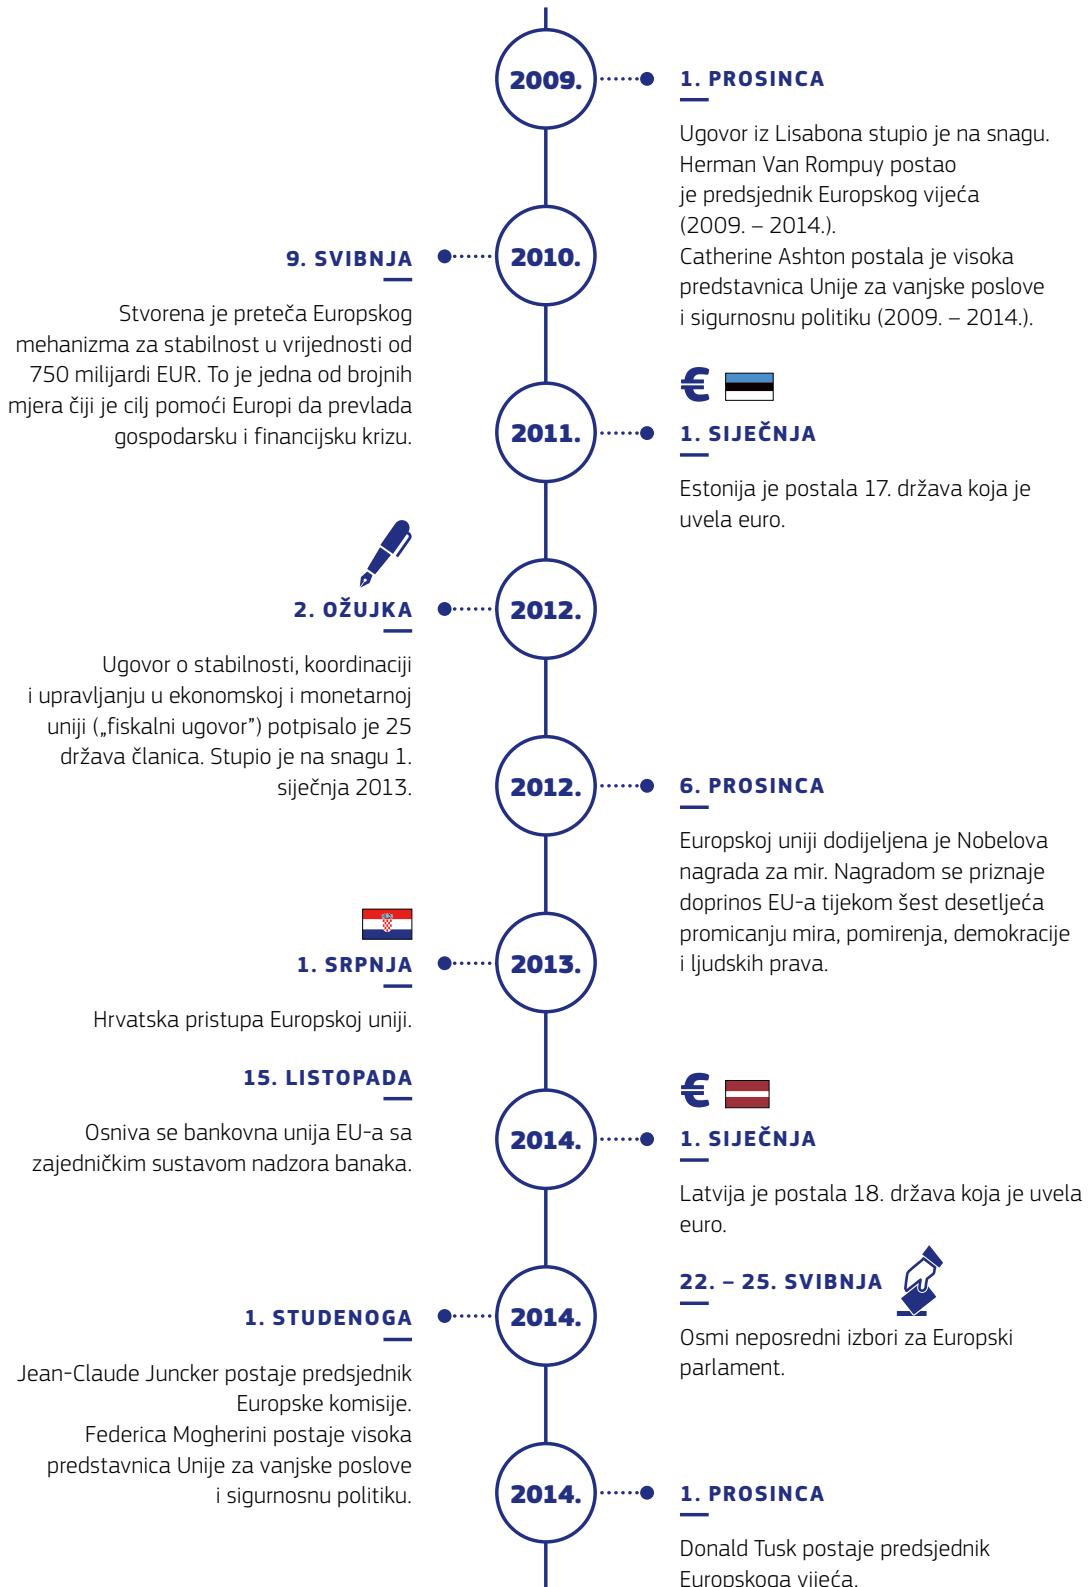 2009.
1. PROSINCA
Ugovor iz Lisabona stupio je na snagu.
Herman Van Rompuy postao
je predsjednik Europskog vijeća
(2009. – 2014.).
Catherine Ashton postala je visoka
predstavnica Unije za vanjske poslove
i sigurnosnu politiku (2009. – 2014.).
2010.
9. SVIBNJA
Stvorena je preteča Europskog
mehanizma za stabilnost u vrijednosti od
750 milijardi EUR. To je jedna od brojnih
mjera čiji je cilj pomoći Europi da prevlada
gospodarsku i financijsku krizu.
€
2011.
1. SIJEČNJA
Estonija je postala 17. država koja je
uvela euro.
2012.
2. OŽUJKA
Ugovor o stabilnosti, koordinaciji
i upravljanju u ekonomskoj i monetarnoj
uniji („fiskalni ugovor”) potpisalo je 25
država članica. Stupio je na snagu 1.
siječnja 2013.
2012.
6. PROSINCA
Europskoj uniji dodijeljena je Nobelova
nagrada za mir. Nagradom se priznaje
doprinos EU-a tijekom šest desetljeća
promicanju mira, pomirenja, demokracije
i ljudskih prava.
2013.
1. SRPNJA
Hrvatska pristupa Europskoj uniji.
15. LISTOPADA
Osniva se bankovna unija EU-a sa
zajedničkim sustavom nadzora banaka.
€
2014.
1. SIJEČNJA
Latvija je postala 18. država koja je uvela
euro.
22. – 25. SVIBNJA
Osmi neposredni izbori za Europski
parlament.
2014.
1. STUDENOGA
Jean-Claude Juncker postaje predsjednik
Europske komisije.
Federica Mogherini postaje visoka
predstavnica Unije za vanjske poslove
i sigurnosnu politiku.
2014.
1. PROSINCA
Donald Tusk postaje predsjednik
Europskoga vijeća.